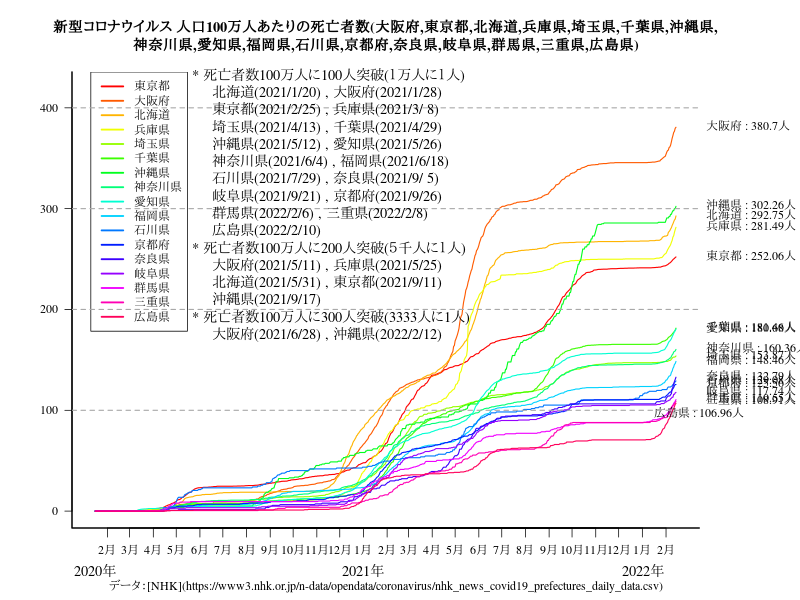 新型コロナウイルス 人口100万人あたりの死亡者数(大阪府,東京都,北海道,兵庫県,埼玉県,千葉県,沖縄県,
神奈川県,愛知県,福岡県,石川県,京都府,奈良県,岐阜県,群馬県,三重県,広島県)
東京都
大阪府
北海道
兵庫県
埼玉県
千葉県
沖縄県
神奈川県
愛知県
福岡県
石川県
京都府
奈良県
岐阜県
群馬県
三重県
広島県
* 死亡者数100万人に100人突破(1万人に1人)
北海道(2021/1/20) , 大阪府(2021/1/28)
東京都(2021/2/25) , 兵庫県(2021/3/ 8)
埼玉県(2021/4/13) , 千葉県(2021/4/29)
沖縄県(2021/5/12) , 愛知県(2021/5/26)
神奈川県(2021/6/4) , 福岡県(2021/6/18)
石川県(2021/7/29) , 奈良県(2021/9/ 5)
岐阜県(2021/9/21) , 京都府(2021/9/26)
群馬県(2022/2/6) , 三重県(2022/2/8)
広島県(2022/2/10)
* 死亡者数100万人に200人突破(5千人に1人)
大阪府(2021/5/11) , 兵庫県(2021/5/25)
北海道(2021/5/31) , 東京都(2021/9/11)
沖縄県(2021/9/17)
* 死亡者数100万人に300人突破(3333人に1人)
大阪府(2021/6/28) , 沖縄県(2022/2/12)
400
300
200
100
0
大阪府 : 380.7人
沖縄県 : 302.26人
北海道 : 292.75人
兵庫県 : 281.49人
東京都 : 252.06人
神奈川県 : 160.36人
福岡県 : 148.46人
奈良県 : 132.79人
広島県 : 106.96人
2月 3月 4月 5月 6月 7月 8月 9月 10月 11月 12月 1月 2月 3月 4月 5月 6月 7月 8月 9月 10月 11月 12月 1月 2月
2020年 2021年 2022年
データ:[NHK](https://www3.nhk.or.jp/n-data/opendata/coronavirus/nhk_news_covid19_prefectures_daily_data.csv)